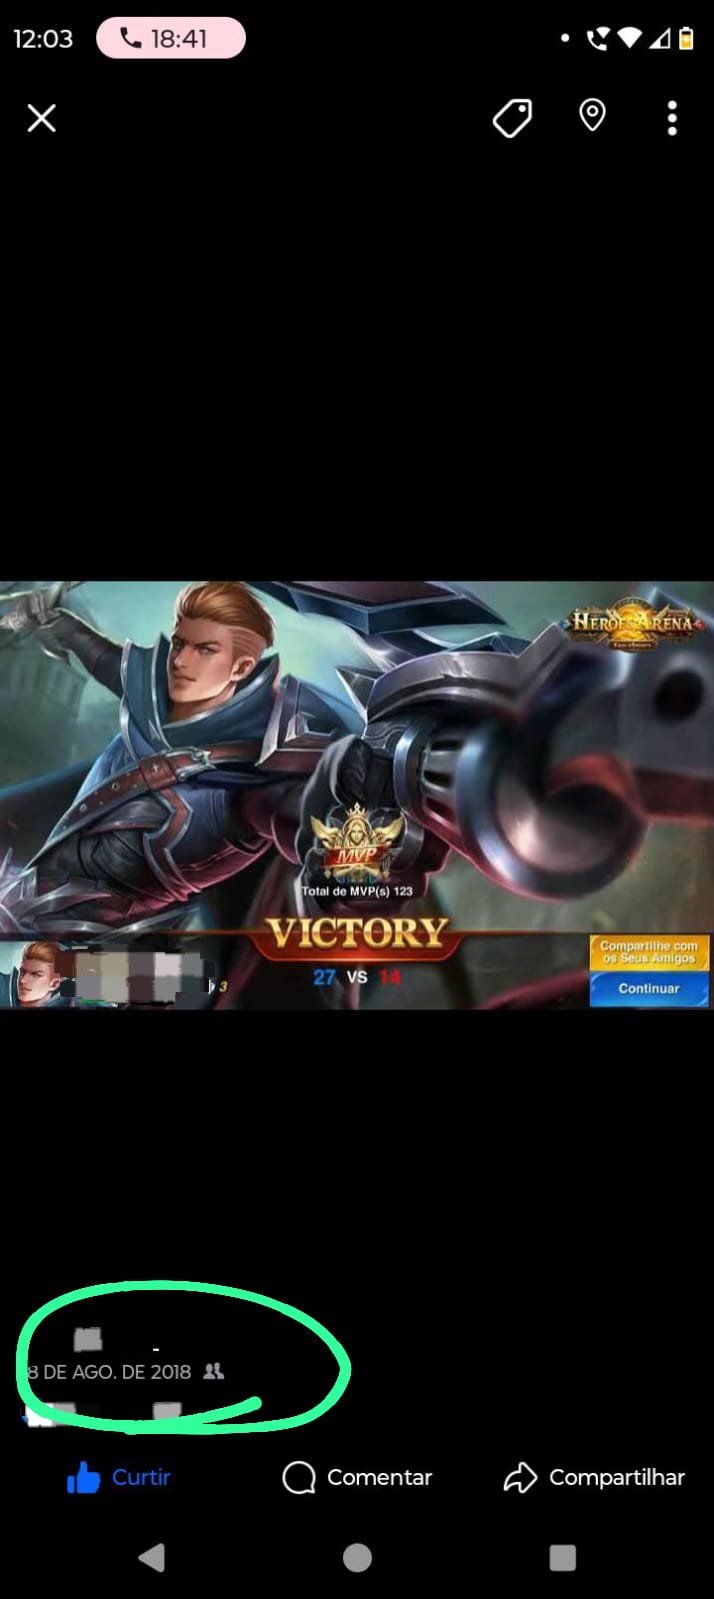 12:03 18:41
HEROES ARENA
MVP
Total de MVP(s) 123
VICTORY
27 VS 14
3
Compartilhe com
os Seus Amigos
Continuar
8 DE AGO. DE 2018
Curtir Comentar Compartilhar